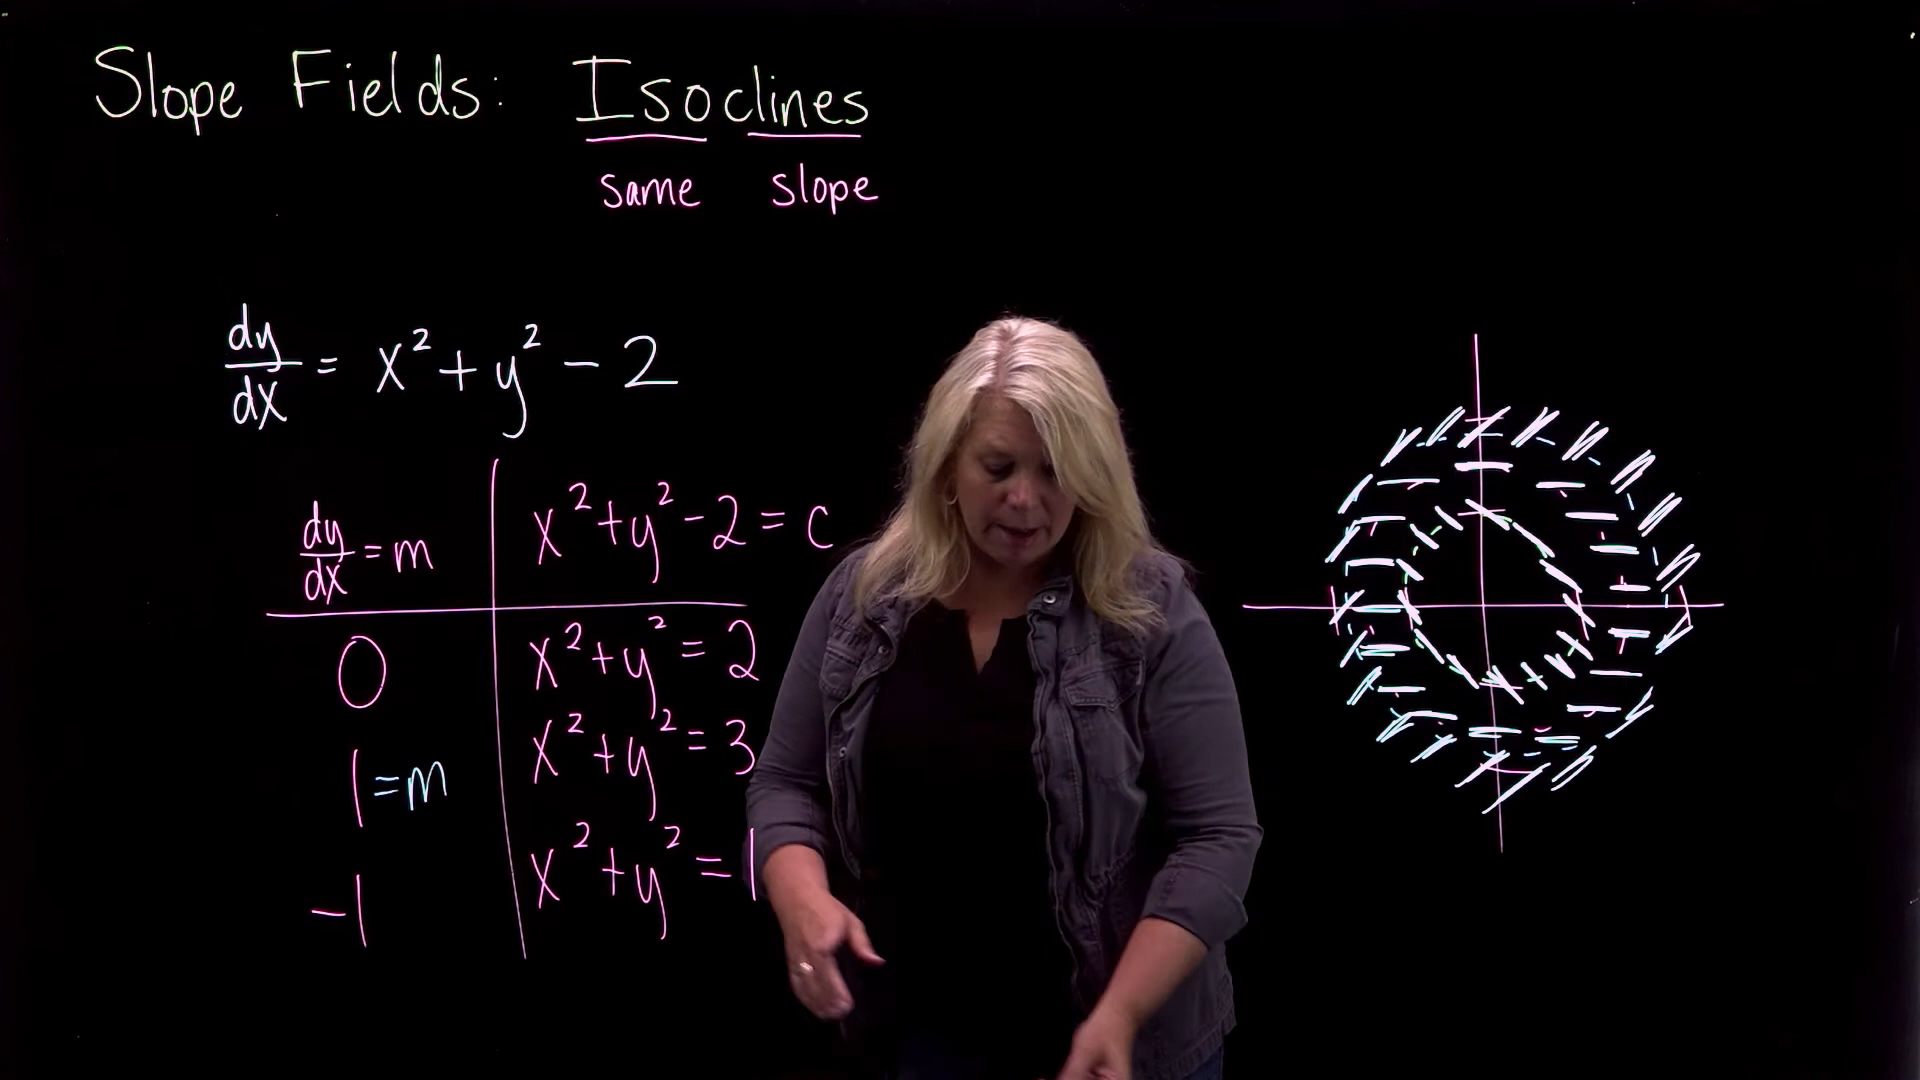 Slope Fields: Isoclines
same slope
dy/dx = x² + y² - 2
dy/dx = m | x² + y² - 2 = c
0 | x² + y² = 2
1 = m | x² + y² = 3
-1 | x² + y² = 1